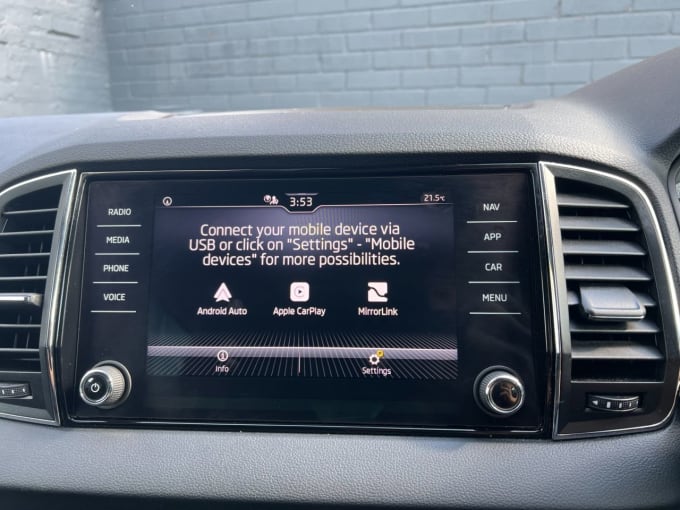 3:53
21.5°C
RADIO
MEDIA
PHONE
VOICE
Connect your mobile device via
USB or click on "Settings" - "Mobile
devices" for more possibilities.
Android Auto
Apple CarPlay
MirrorLink
Info
Settings
NAV
APP
CAR
MENU